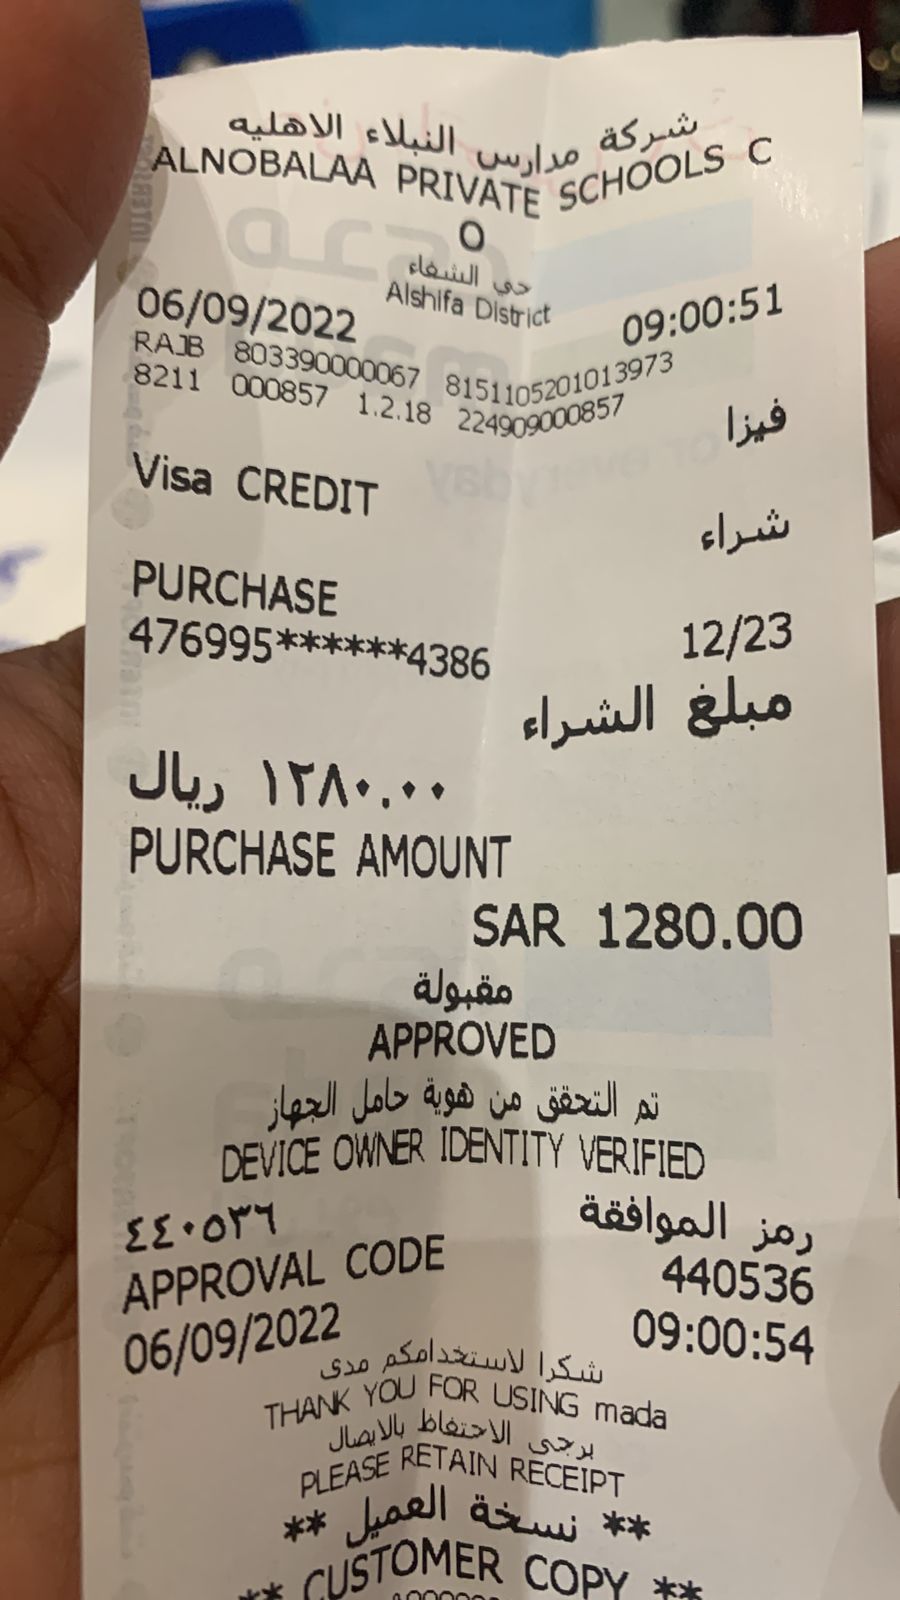 شركة مدارس النبلاء الاهليه
ALNOBALAA PRIVATE SCHOOLS C
O
حي الشفاء
Alshifa District
06/09/2022 09:00:51
RAJB 803390000067 8151105201013973
8211 000857 1.2.18 224909000857
فيزا
Visa CREDIT
شراء
PURCHASE
476995******4386 12/23
مبلغ الشراء
١٢٨٠.٠٠ ريال
PURCHASE AMOUNT
SAR 1280.00
مقبولة
APPROVED
تم التحقق من هوية حامل الجهاز
DEVICE OWNER IDENTITY VERIFIED
رمز الموافقة ٤٤٠٥٣٦
APPROVAL CODE 440536
06/09/2022 09:00:54
شكرا لاستخدامكم مدى
THANK YOU FOR USING mada
يرجى الاحتفاظ بالايصال
PLEASE RETAIN RECEIPT
** نسخة العميل **
** CUSTOMER COPY **